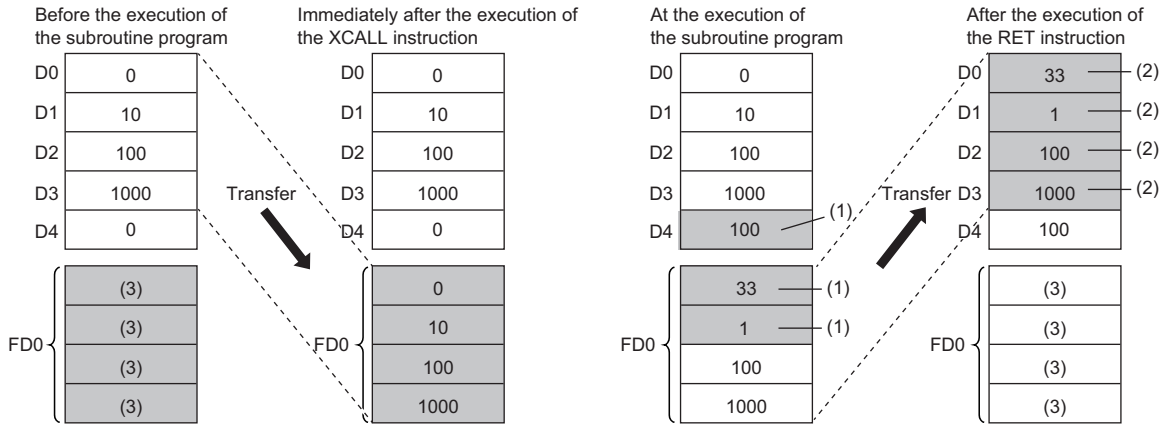 Before the execution of
the subroutine program
Immediately after the execution of
the XCALL instruction
At the execution of
the subroutine program
After the execution of
the RET instruction
D0 0 D0 0 D0 0 D0 33 (2)
D1 10 D1 10 D1 10 D1 1 (2)
D2 100 D2 100 D2 100 D2 100 (2)
D3 1000 Transfer D3 1000 D3 1000 Transfer D3 1000 (2)
D4 0 D4 0 D4 100 (1) D4 100
(3) 0 33 (1) (3)
(3) 10 1 (1) (3)
FD0 FD0 FD0 FD0
(3) 100 100 (3)
(3) 1000 1000 (3)